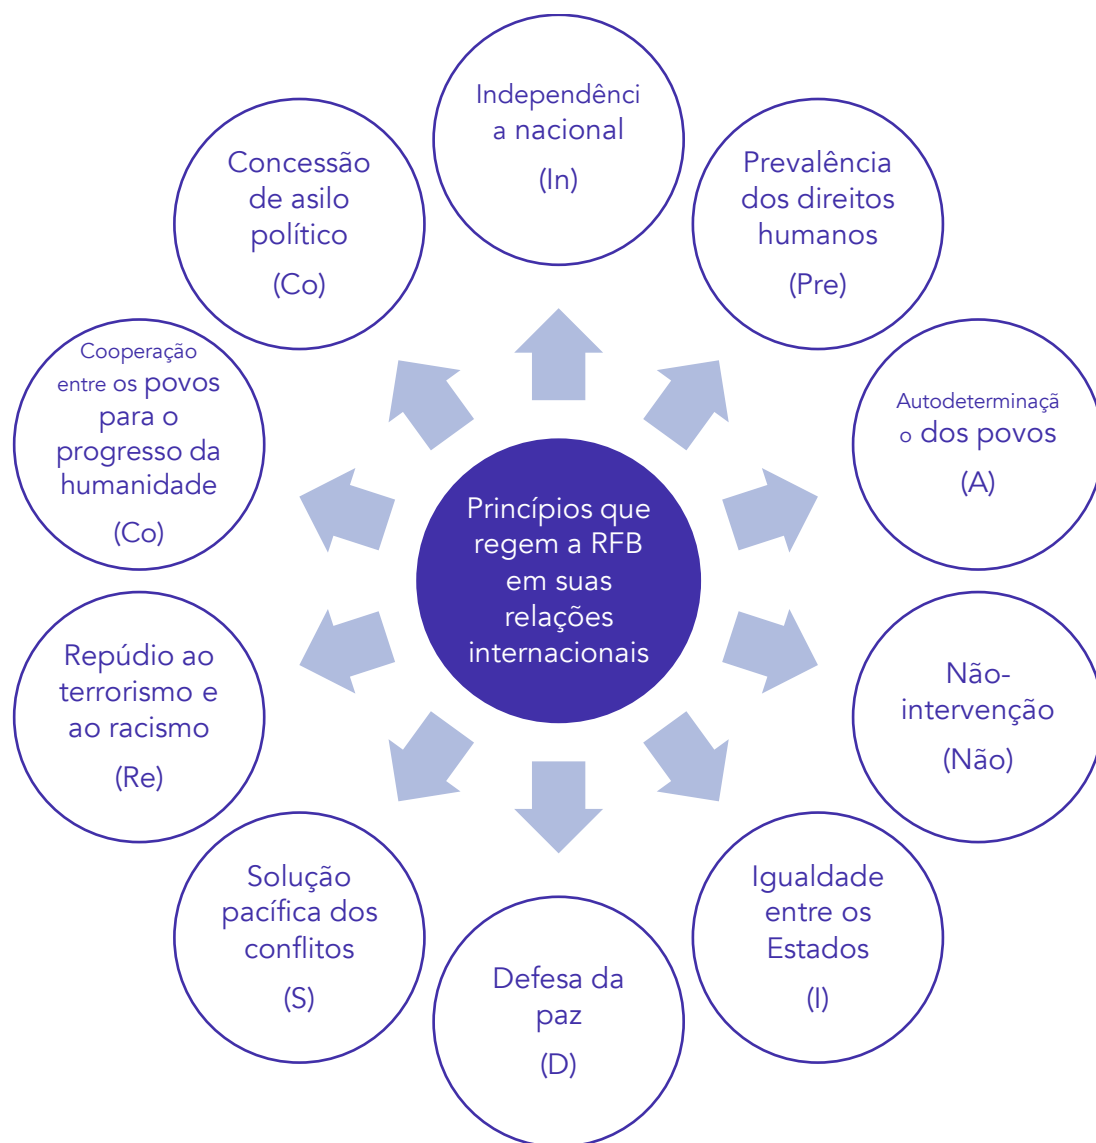 Independênci
a nacional
(In)
Prevalência
dos direitos
humanos
(Pre)
Autodeterminaçã
o dos povos
(A)
Não-
intervenção
(Não)
Igualdade
entre os
Estados
(I)
Defesa da
paz
(D)
Solução
pacífica dos
conflitos
(S)
Repúdio ao
terrorismo e
ao racismo
(Re)
Cooperação
entre os povos
para o
progresso da
humanidade
(Co)
Concessão
de asilo
político
(Co)
Princípios que
regem a RFB
em suas
relações
internacionais